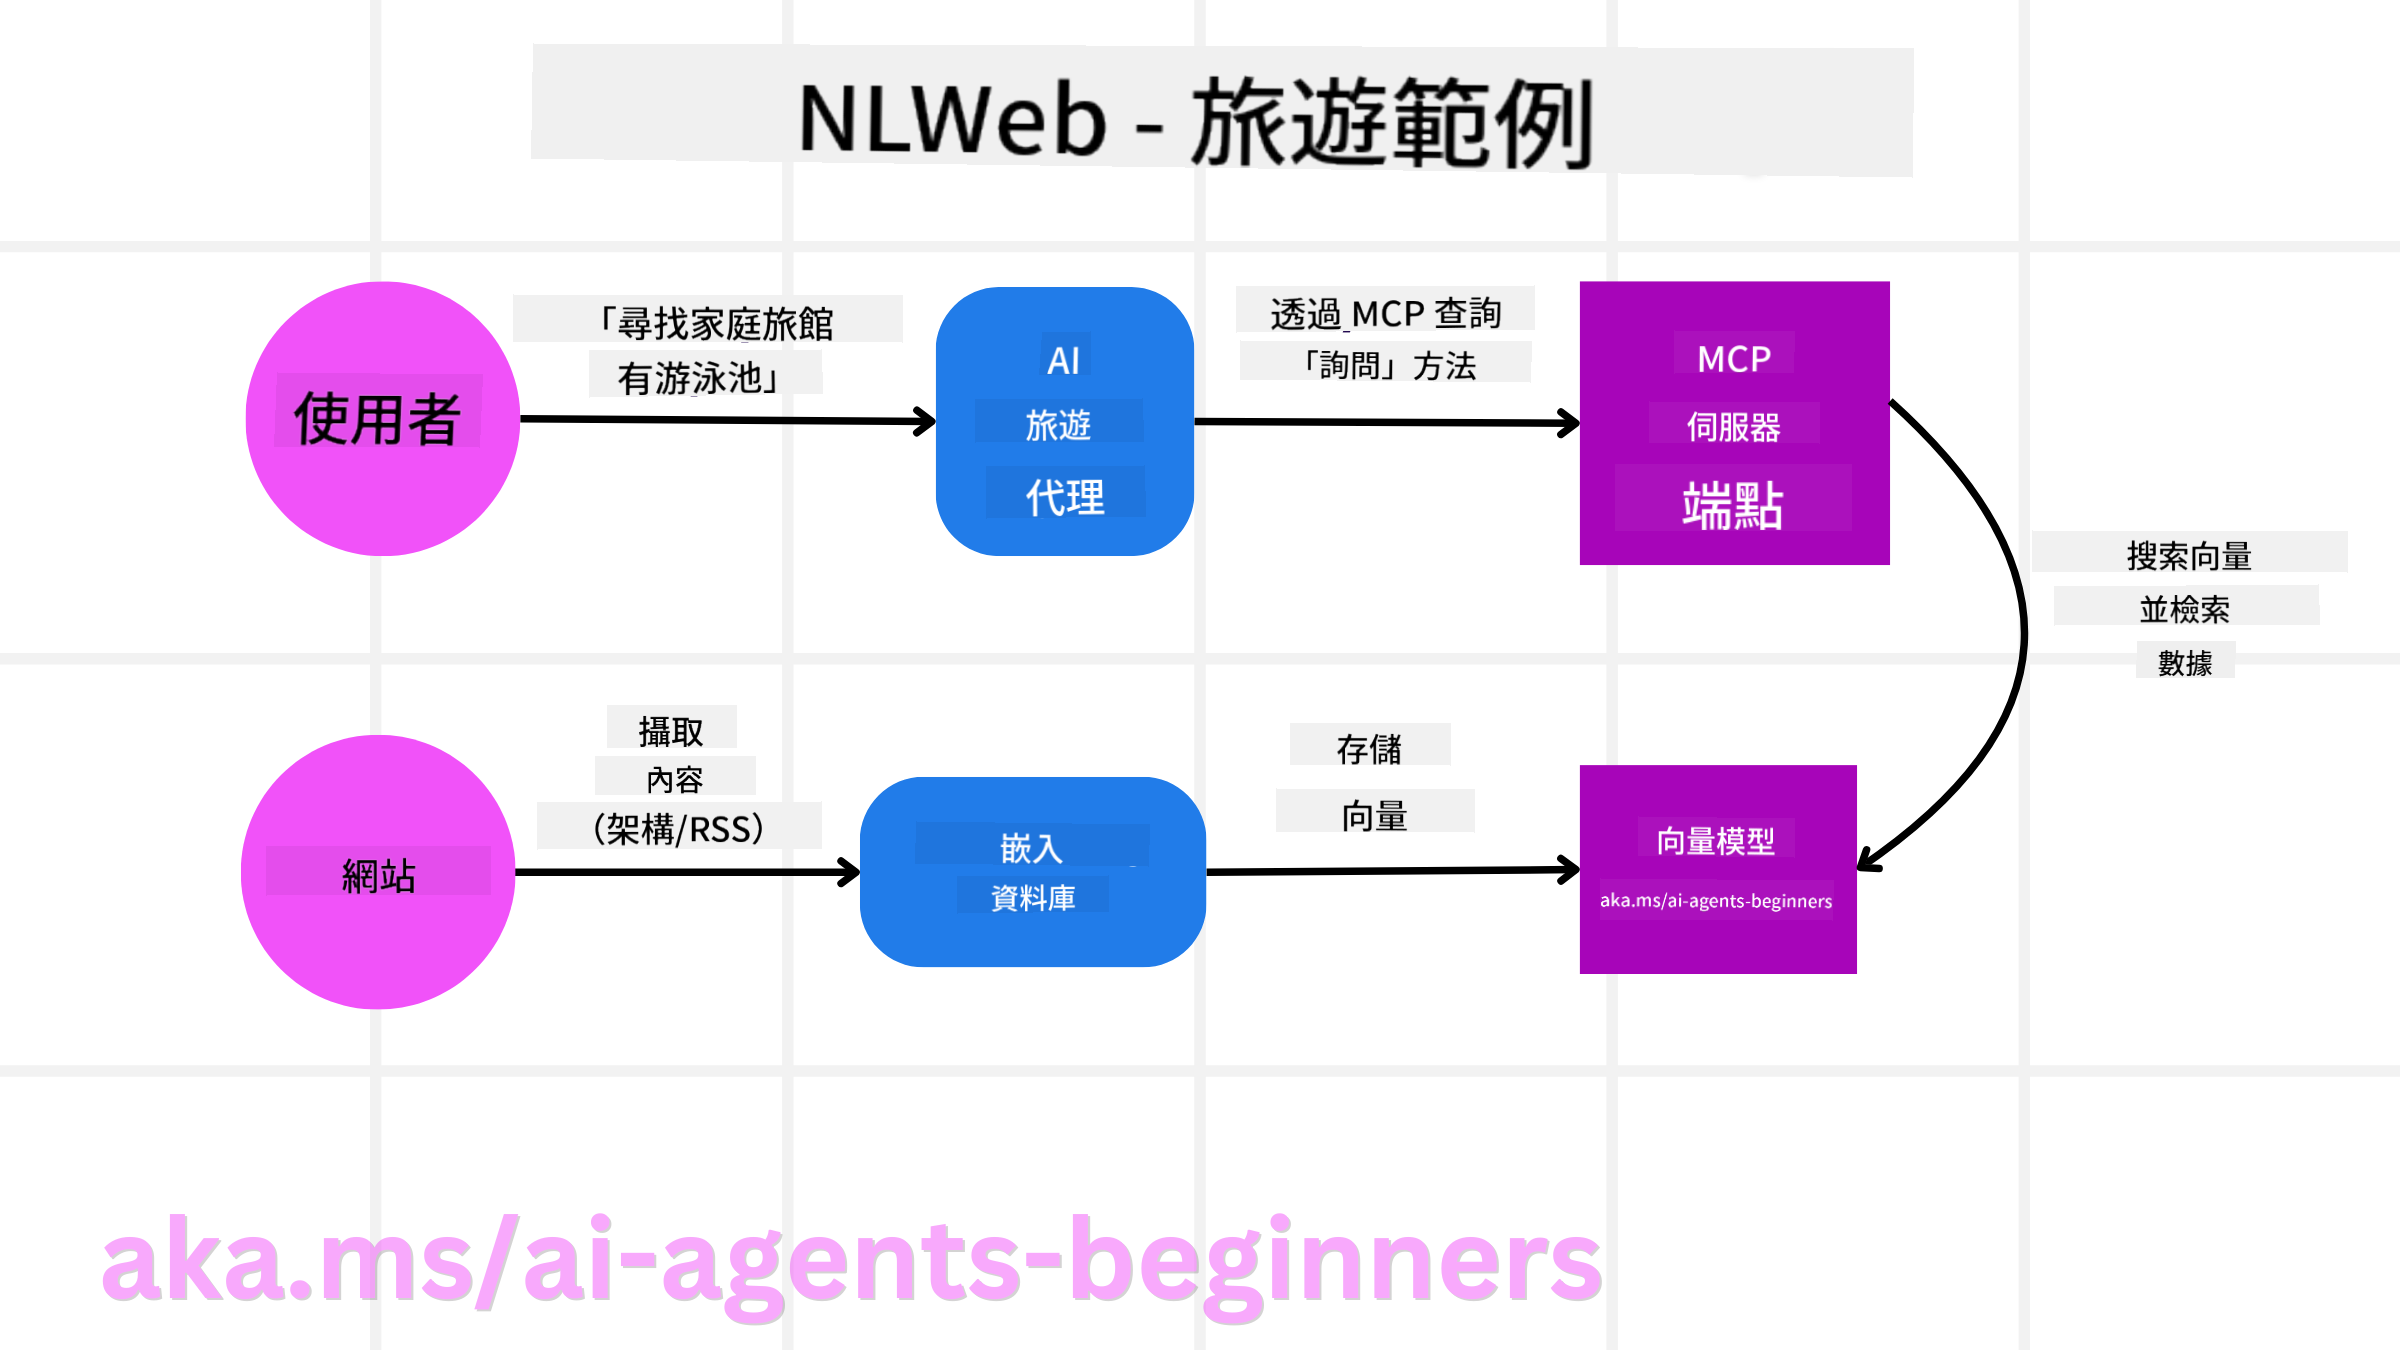 NLWeb - 旅遊範例
使用者
「尋找家庭旅館
有游泳池」
AI
旅遊
代理
透過 MCP 查詢
「詢問」方法
MCP
伺服器
端點
搜索向量
並檢索
數據
網站
攝取
內容
（架構/RSS）
嵌入
資料庫
存儲
向量
向量模型
aka.ms/ai-agents-beginners
aka.ms/ai-agents-beginners